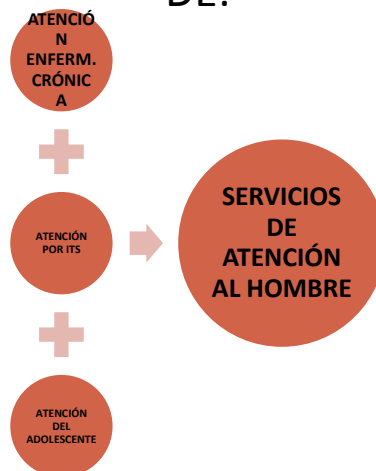 DE:
ATENCIÓ
N
ENFERM.
CRÓNIC
A
ATENCIÓN
POR ITS
SERVICIOS
DE
ATENCIÓN
AL HOMBRE
ATENCIÓN
DEL
ADOLESCENTE